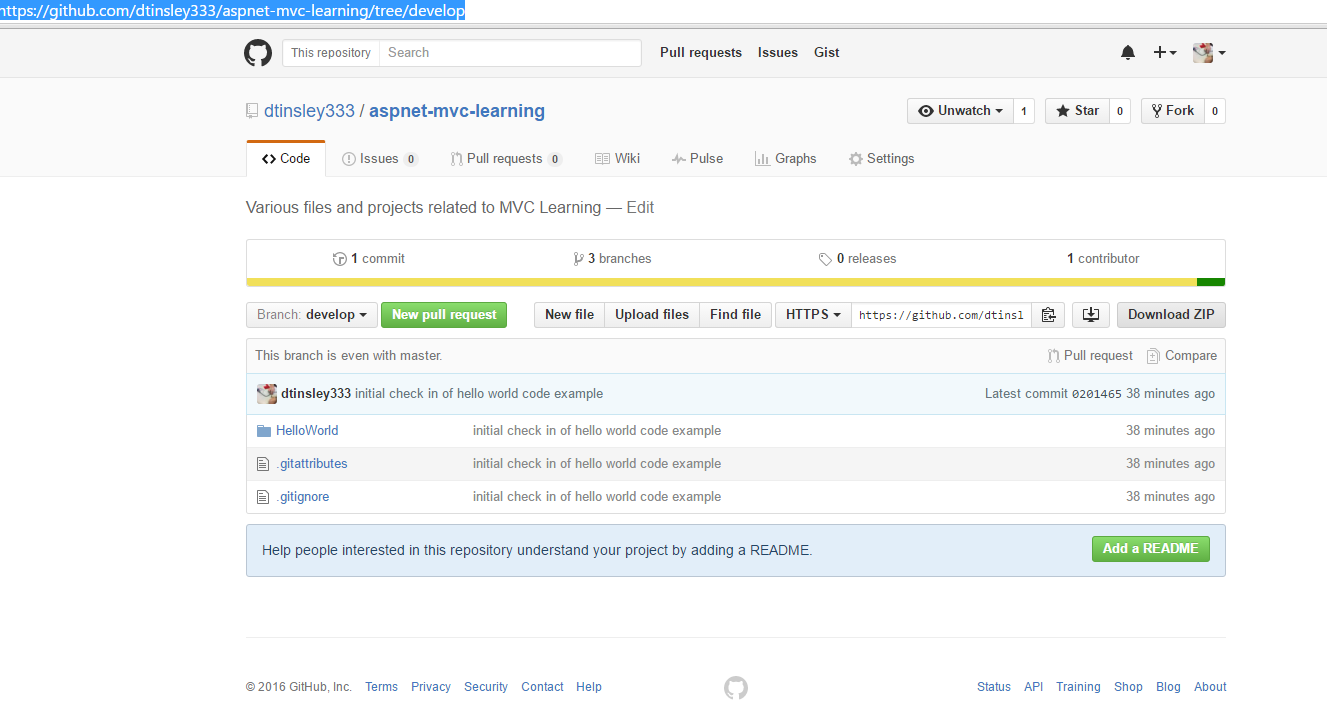 https://github.com/dtinsley333/aspnet-mvc-learning/tree/develop
This repository Search Pull requests Issues Gist
dtinsley333 / aspnet-mvc-learning Unwatch 1 Star 0 Fork 0
Code Issues 0 Pull requests 0 Wiki Pulse Graphs Settings
Various files and projects related to MVC Learning — Edit
1 commit 3 branches 0 releases 1 contributor
Branch: develop New pull request New file Upload files Find file HTTPS https://github.com/dtinsl Download ZIP
This branch is even with master. Pull request Compare
dtinsley333 initial check in of hello world code example Latest commit 0201465 38 minutes ago
HelloWorld initial check in of hello world code example 38 minutes ago
.gitattributes initial check in of hello world code example 38 minutes ago
.gitignore initial check in of hello world code example 38 minutes ago
Help people interested in this repository understand your project by adding a README. Add a README
© 2016 GitHub, Inc. Terms Privacy Security Contact Help Status API Training Shop Blog About